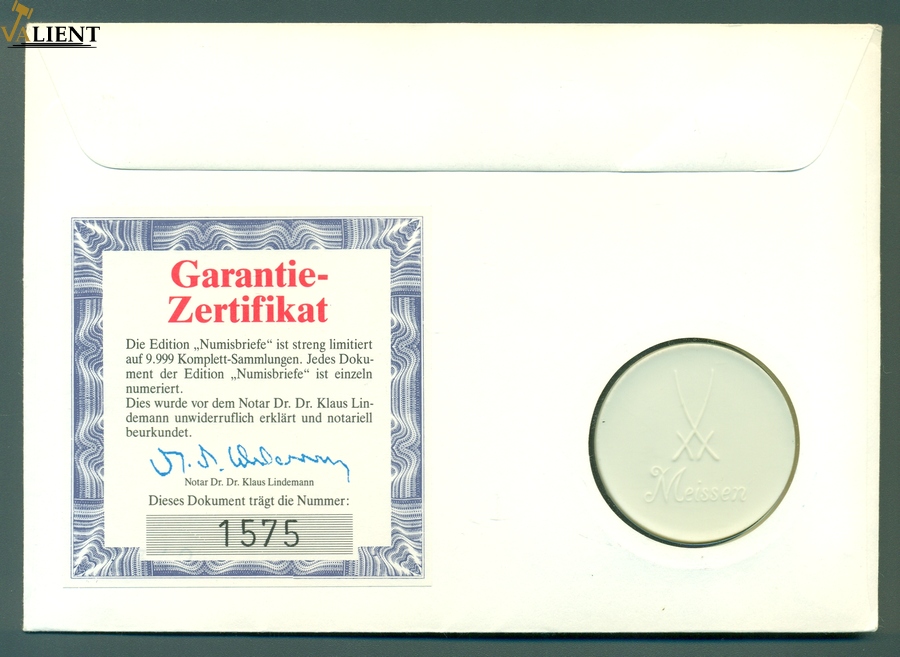 VALIENT
Garantie-
Zertifikat
Die Edition „Numisbriefe“ ist streng limitiert
auf 9.999 Komplett-Sammlungen. Jedes Doku-
ment der Edition „Numisbriefe“ ist einzeln
numeriert.
Dies wurde vor dem Notar Dr. Dr. Klaus Lin-
demann unwiderruflich erklärt und notariell
beurkundet.
Notar Dr. Dr. Klaus Lindemann
Dieses Dokument trägt die Nummer:
1575
Meissen